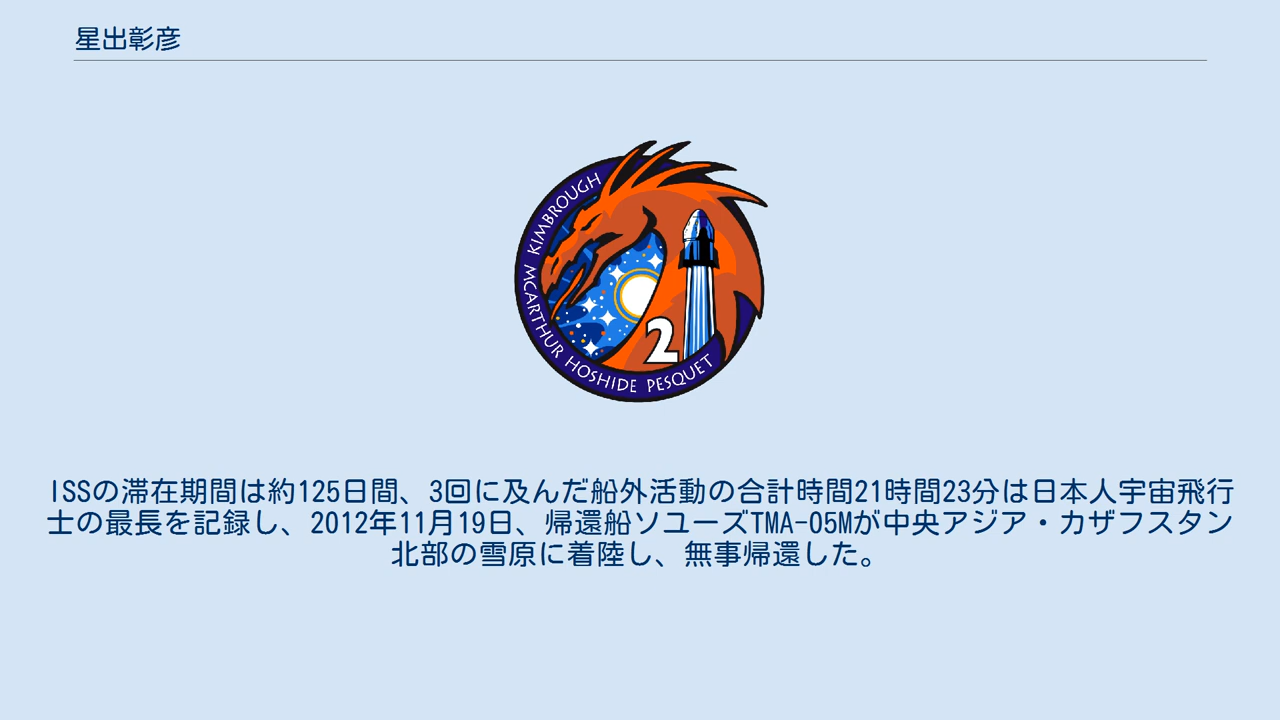 星出彰彦
KIMBROUGH
MCARTHUR HOSHIDE PESQUET
2
ISSの滞在期間は約125日間、3回に及んだ船外活動の合計時間21時間23分は日本人宇宙飛行
士の最長を記録し、2012年11月19日、帰還船ソユーズTMA-05Mが中央アジア・カザフスタン
北部の雪原に着陸し、無事帰還した。